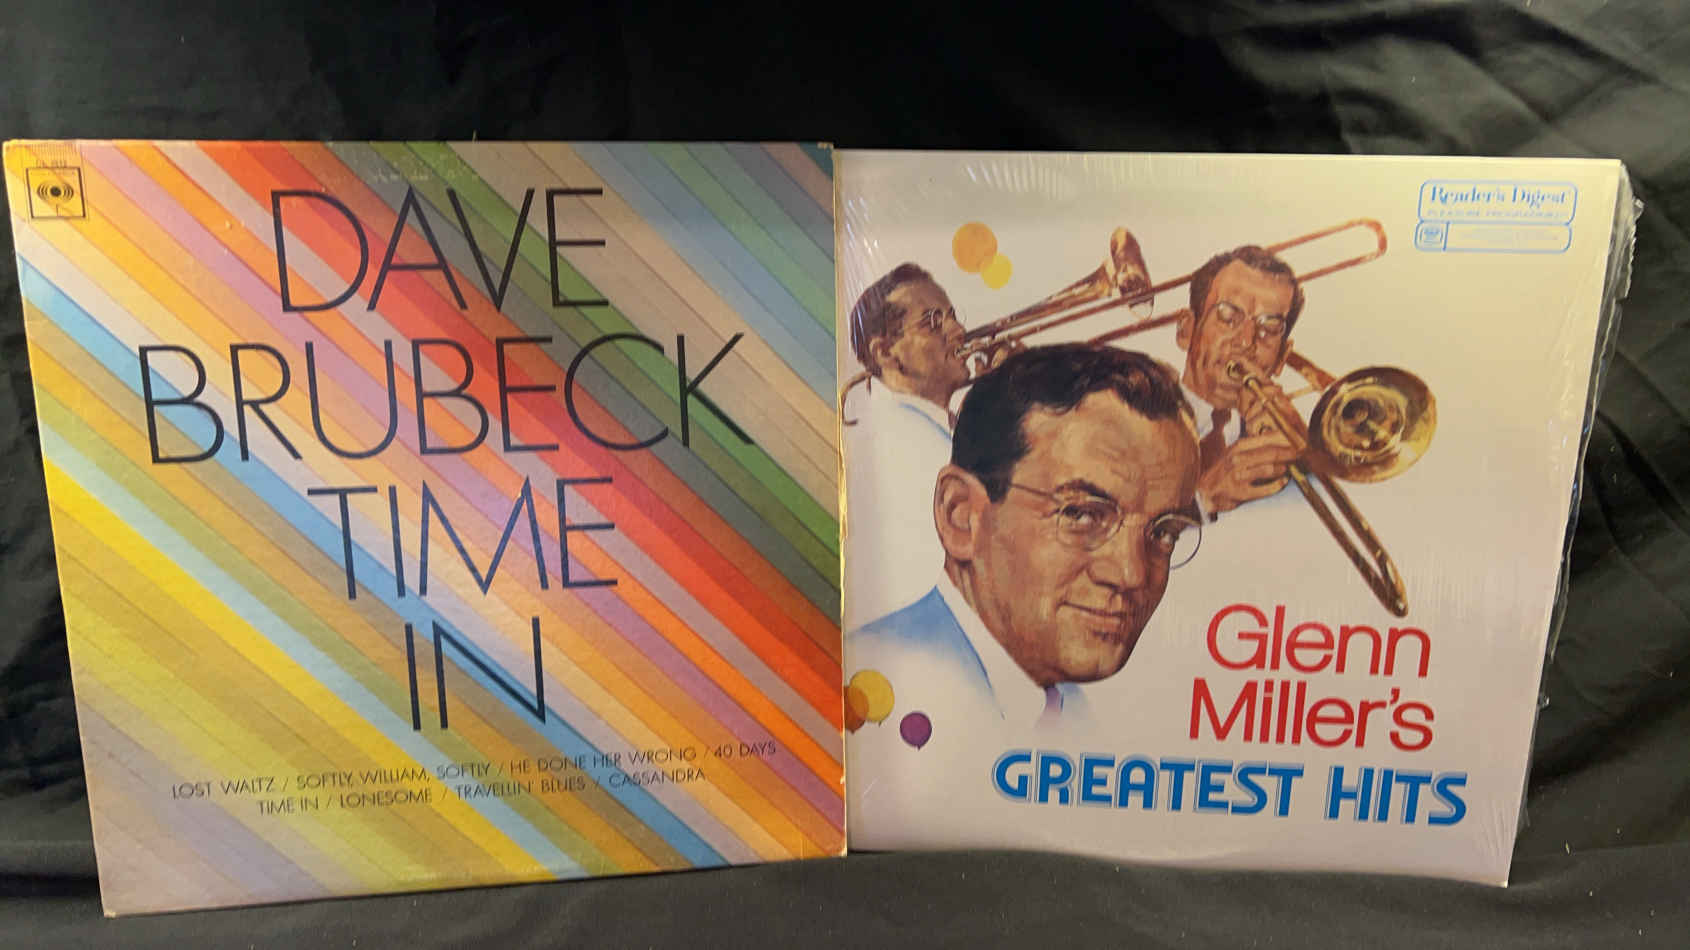 DAVE
BRUBECK
TIME
IN
LOST WALTZ / SOFTLY, WILLIAM, SOFTLY / HE DONE HER WRONG / 40 DAYS
TIME IN / LONESOME / TRAVELLIN' BLUES / CASSANDRA
Reader's Digest
Glenn
Miller's
GREATEST HITS